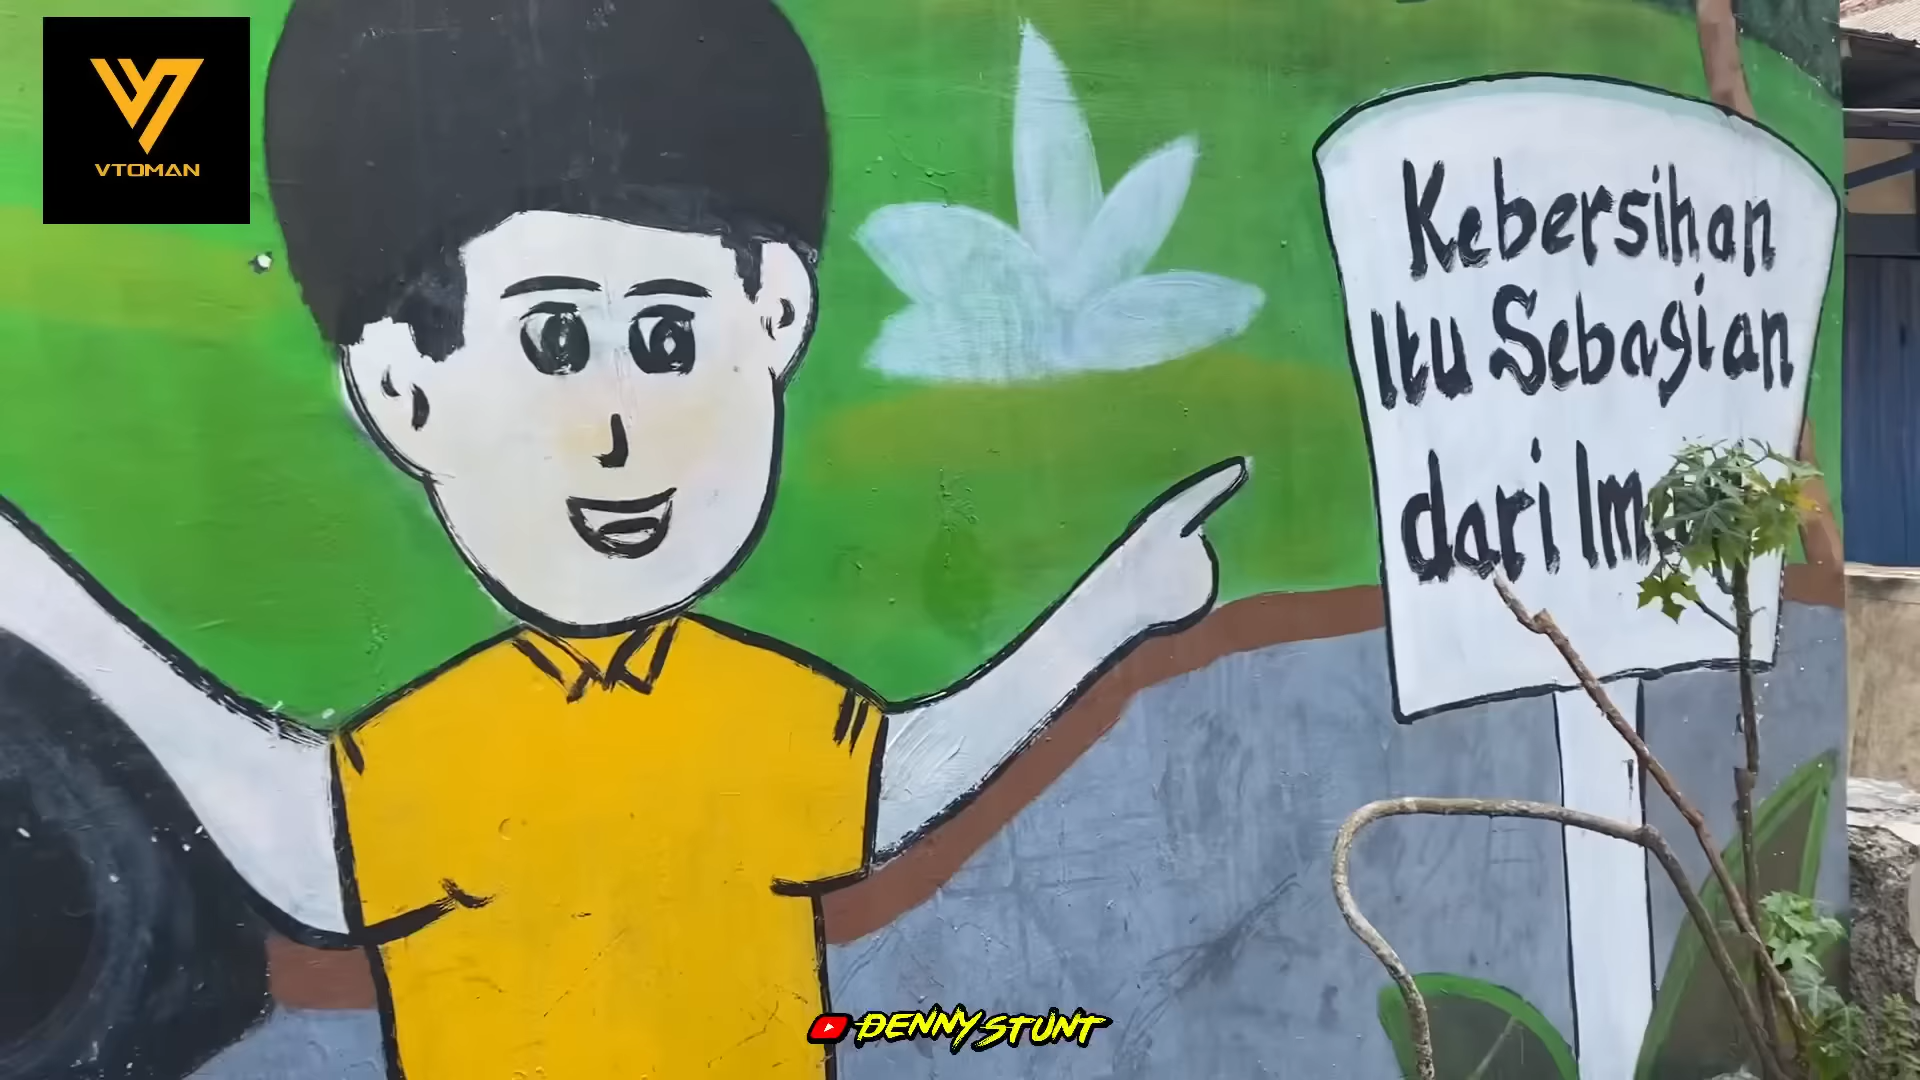 VTOMAN
Kebersihan
Itu Sebagian
dari
DENNY STUNT